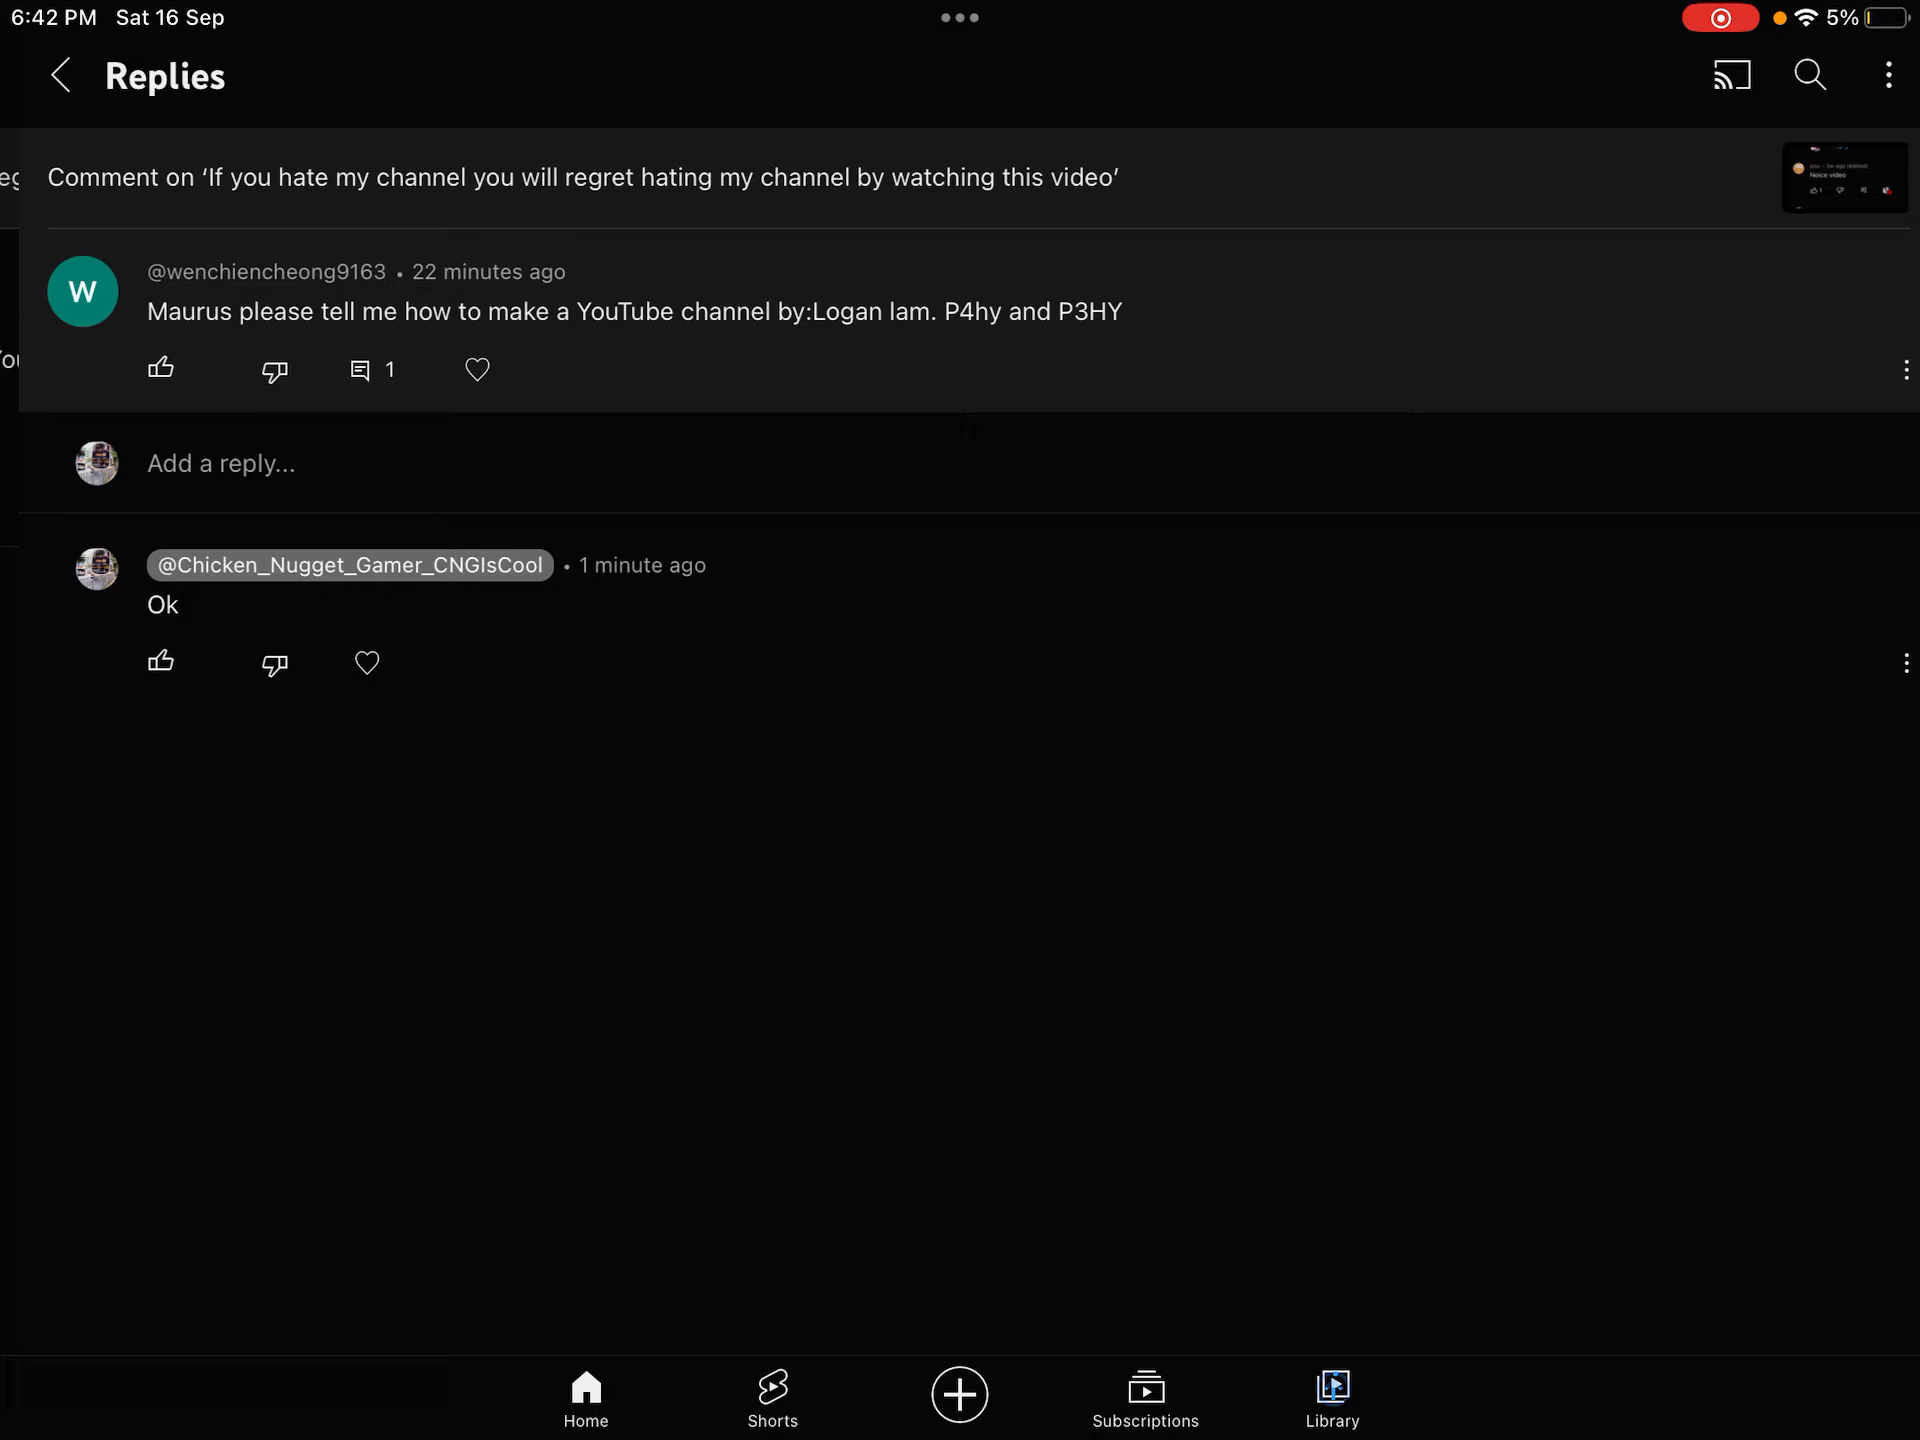 6:42 PM Sat 16 Sep
5%
Replies
Comment on ‘If you hate my channel you will regret hating my channel by watching this video’
Noice video
@wenchiencheong9163 • 22 minutes ago
W
Maurus please tell me how to make a YouTube channel by:Logan lam. P4hy and P3HY
1
Add a reply...
@Chicken_Nugget_Gamer_CNGIsCool • 1 minute ago
Ok
Home Shorts Subscriptions Library